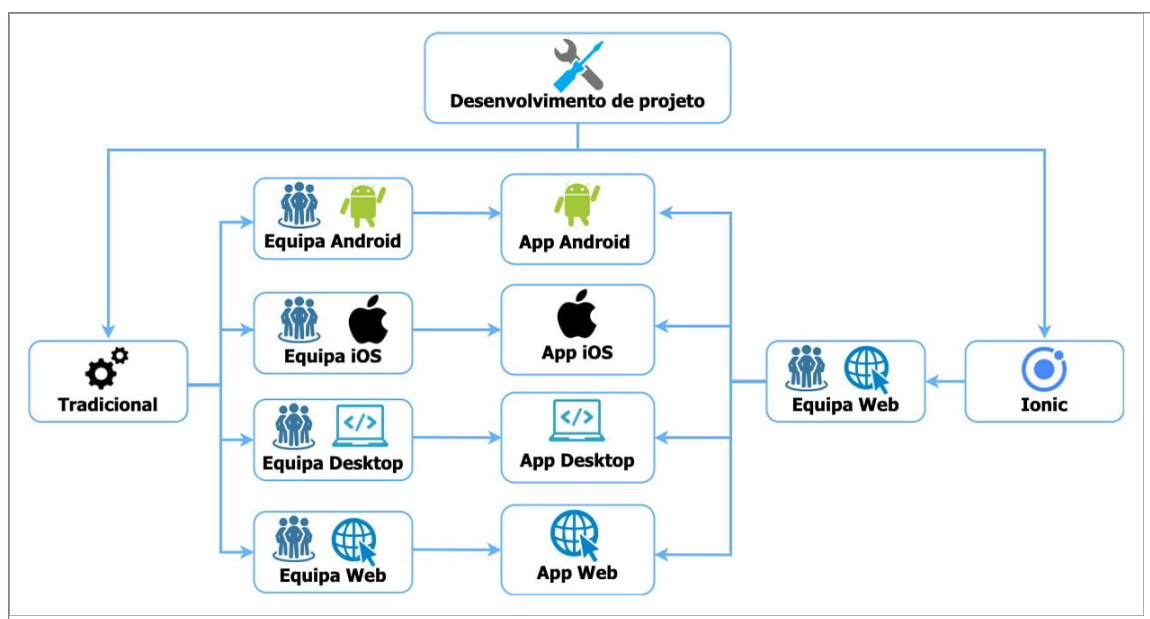 Desenvolvimento de projeto
Equipa Android
App Android
Equipa iOS
App iOS
Tradicional
Equipa Web
Ionic
Equipa Desktop
</>
App Desktop
</>
Equipa Web
App Web